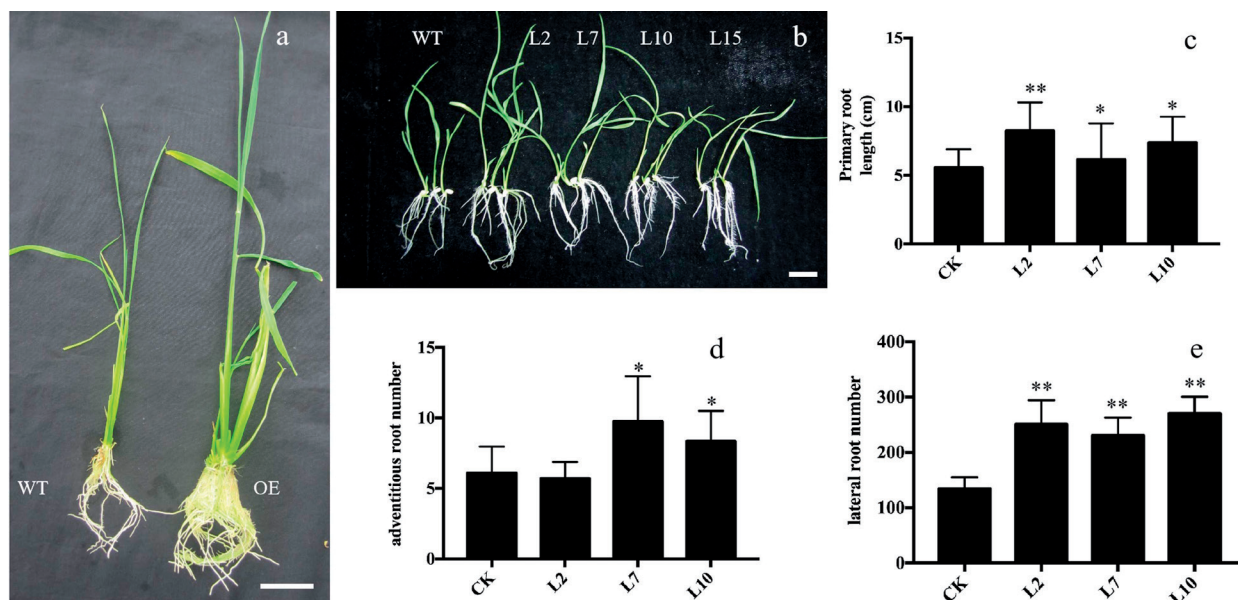 a
WT
OE
WT L2 L7 L10 L15 b
c
Primary root
length (cm)
15
10
5
0
** * *
CK L2 L7 L10
d
adventitious root number
15
10
5
0
* *
CK L2 L7 L10
e
lateral root number
400
300
200
100
0
** ** **
CK L2 L7 L10